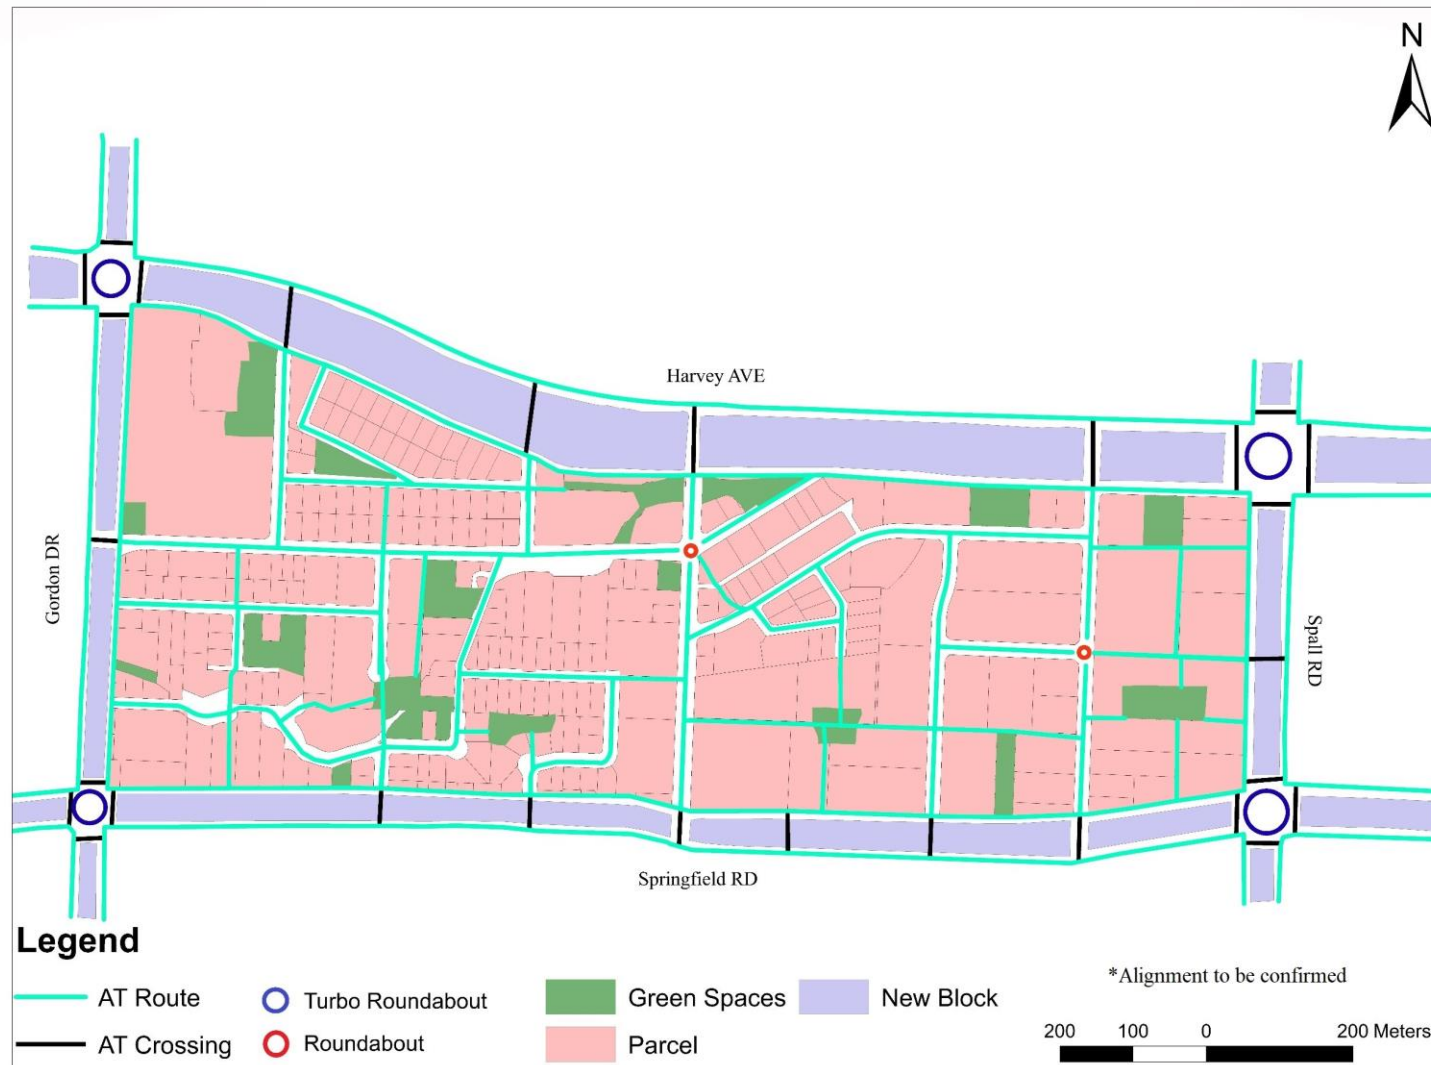 N
Harvey AVE
Gordon DR
Spall RD
Springfield RD
Legend
AT Route
Turbo Roundabout
Green Spaces
New Block
*Alignment to be confirmed
AT Crossing
Roundabout
Parcel
200 100 0 200 Meters